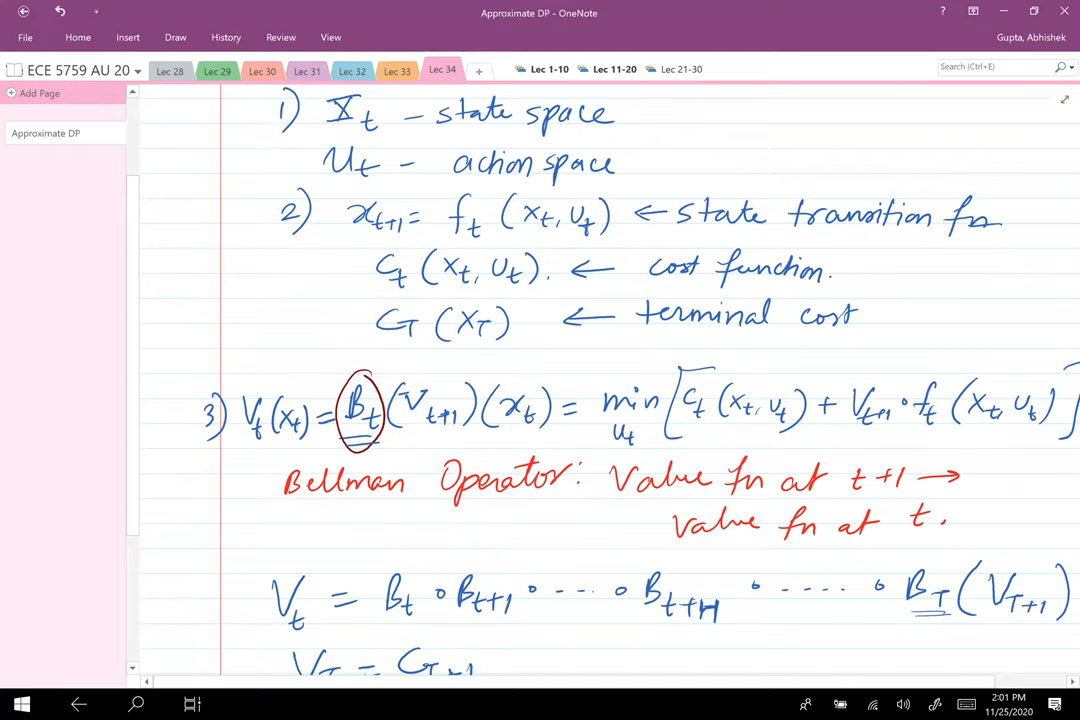 Approximate DP - OneNote
File Home Insert Draw History Review View Gupta, Abhishek
ECE 5759 AU 20 Lec 28 Lec 29 Lec 30 Lec 31 Lec 32 Lec 33 Lec 34 + Lec 1-10 Lec 11-20 Lec 21-30 Search (Ctrl+E)
Add Page
Approximate DP
1) X_t - state space
U_t - action space
2) x_{t+1} = f_t (x_t, u_t) ← state transition fn
C_t (x_t, u_t). ← cost function.
C_T (x_T) ← terminal cost
3) V_t(x_t) = B_t (V_{t+1}) (x_t) = min_{u_t} [ C_t (x_t, u_t) + V_{t+1} ∘ f_t (x_t, u_t) ]
Bellman Operator: Value fn at t+1 →
value fn at t.
V_t = B_t ∘ B_{t+1} ∘ --- ∘ B_{t+H} ∘ ..... ∘ B_T (V_{T+1})
2:01 PM
11/25/2020